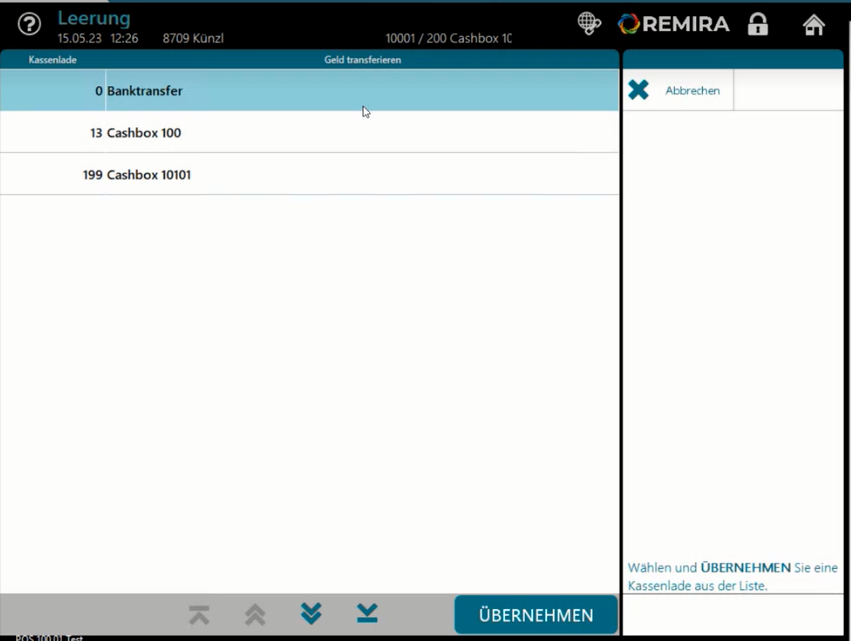 Leerung
15.05.23 12:26 8709 Künzl 10001 / 200 Cashbox 10
REMIRA
Kassenlade Geld transferieren
0 Banktransfer
13 Cashbox 100
199 Cashbox 10101
Abbrechen
Wählen und ÜBERNEHMEN Sie eine
Kassenlade aus der Liste.
ÜBERNEHMEN
POS 100.01 Test